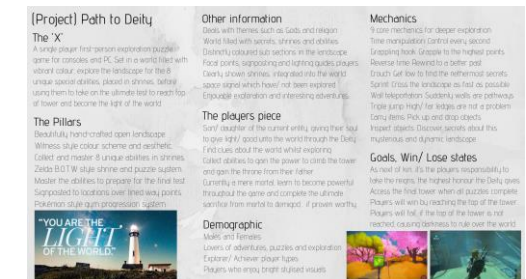 (Project) Path to Deity
The 'X'
A single player first-person exploration puzzle
game for consoles and PC. Set in a world filled with
vibrant colour, explore the landscape for the 8
unique special abilities, placed in shrines, before
using them to take on the ultimate test to reach top
of tower and become the light of the world.
The Pillars
Beautifully hand-crafted open landscape
Witness style colour scheme and aesthetic
Collect and master 8 unique abilities in shrines
Zelda B.O.T.W style shrine and puzzle system
Master the abilities to prepare for the final test
Signposted to locations over tried way points
Pokémon style gym progression system
"YOU ARE THE
LIGHT
OF THE WORLD."
Other information
Deals with themes such as Gods and religion
World filled with secrets, shrines and abilities
Distinctly coloured sub sections in the landscape
Focal points, signposting and lighting guides players
Clearly shown shrines, integrated into the world
space signal which have/ not been explored
Enjoyable exploration and interesting adventures
The players piece
Son/ daughter of the current entity, giving their soul
to give light/ good unto the world through the Deity
Find clues about the world whilst exploring
Collect abilities to gain the power to climb the tower
and gain the throne from their father
Currently a mere mortal learn to become powerful
throughout the game and complete the ultimate
sacrifice from mortal to demigod.. if proven worthy
Demographic
Males and Females
Lovers of adventures, puzzles and exploration
Explorer/ Achiever player types
Players who enjoy bright stylised visuals
Mechanics
9 core mechanics for deeper exploration
Time manipulation Control every second
Grappling hook Grapple to the highest points
Reverse time Rewind to a better past
Crouch Get low to find the nethermost secrets
Sprint! Cross the landscape as fast as possible
Wall teleportation Suddenly walls are pathways
Triple jump High/ far ledges are not a problem
Carry items Pick up and drop objects
Inspect objects Discover secrets about this
mysterious and dynamic landscape
Goals, Win/ Lose states
As next of kin, it's the players responsibility to
take the reigns, the highest honour the Deity gives
Access the final tower when all puzzles complete
Players will win by reaching the top of the tower
Players will fail if the top of the tower is not
reached, causing darkness to rule over the world